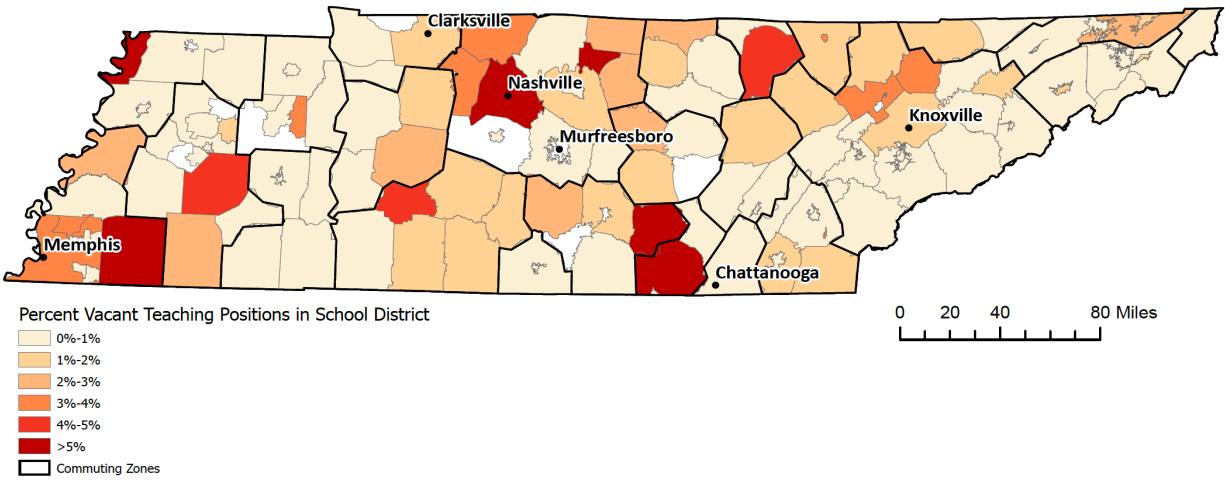 Clarksville
Nashville
Murfreesboro
Knoxville
Memphis
Chattanooga
Percent Vacant Teaching Positions in School District
0%-1%
1%-2%
2%-3%
3%-4%
4%-5%
>5%
Commuting Zones
0 20 40 80 Miles